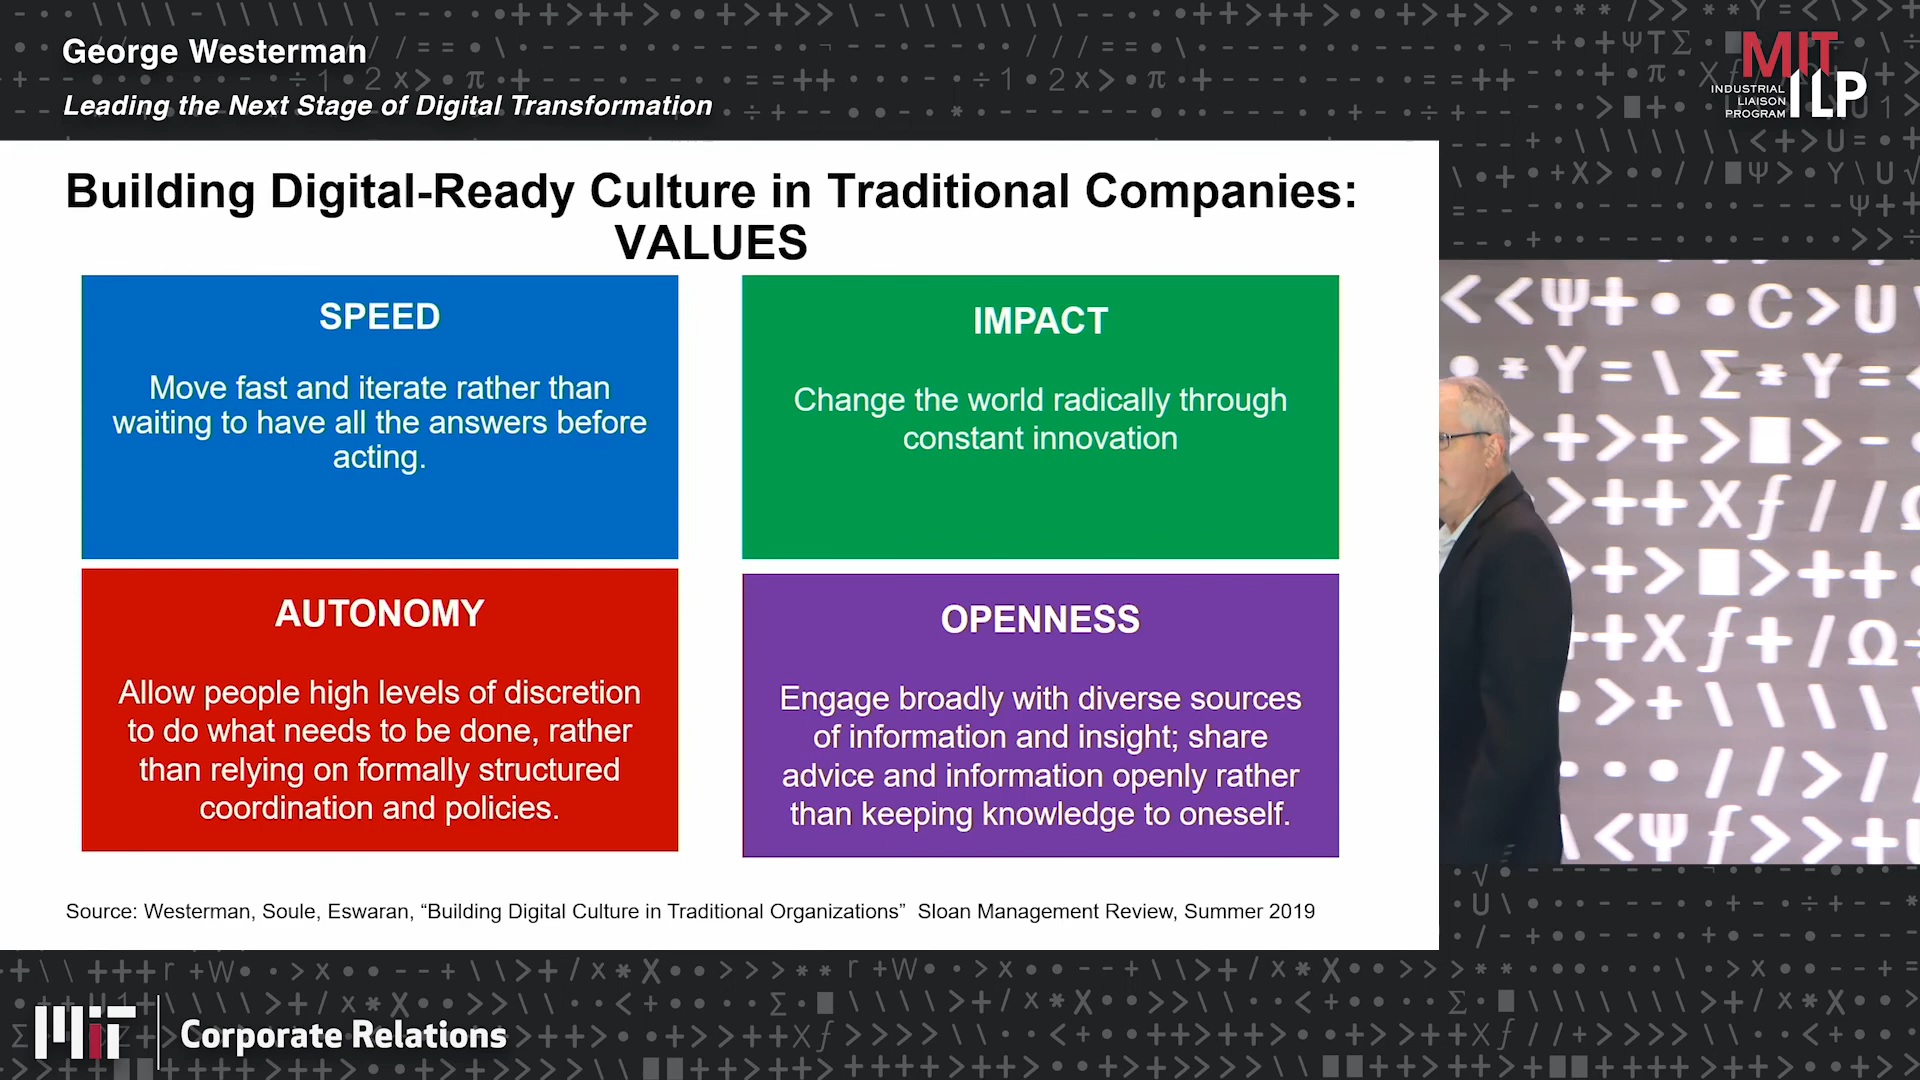 George Westerman
Leading the Next Stage of Digital Transformation
MIT
ILP
INDUSTRIAL
LIAISON
PROGRAM
Building Digital-Ready Culture in Traditional Companies:
VALUES
SPEED
Move fast and iterate rather than
waiting to have all the answers before
acting.
IMPACT
Change the world radically through
constant innovation
AUTONOMY
Allow people high levels of discretion
to do what needs to be done, rather
than relying on formally structured
coordination and policies.
OPENNESS
Engage broadly with diverse sources
of information and insight; share
advice and information openly rather
than keeping knowledge to oneself.
Source: Westerman, Soule, Eswaran, “Building Digital Culture in Traditional Organizations”  Sloan Management Review, Summer 2019
MIT
Corporate Relations